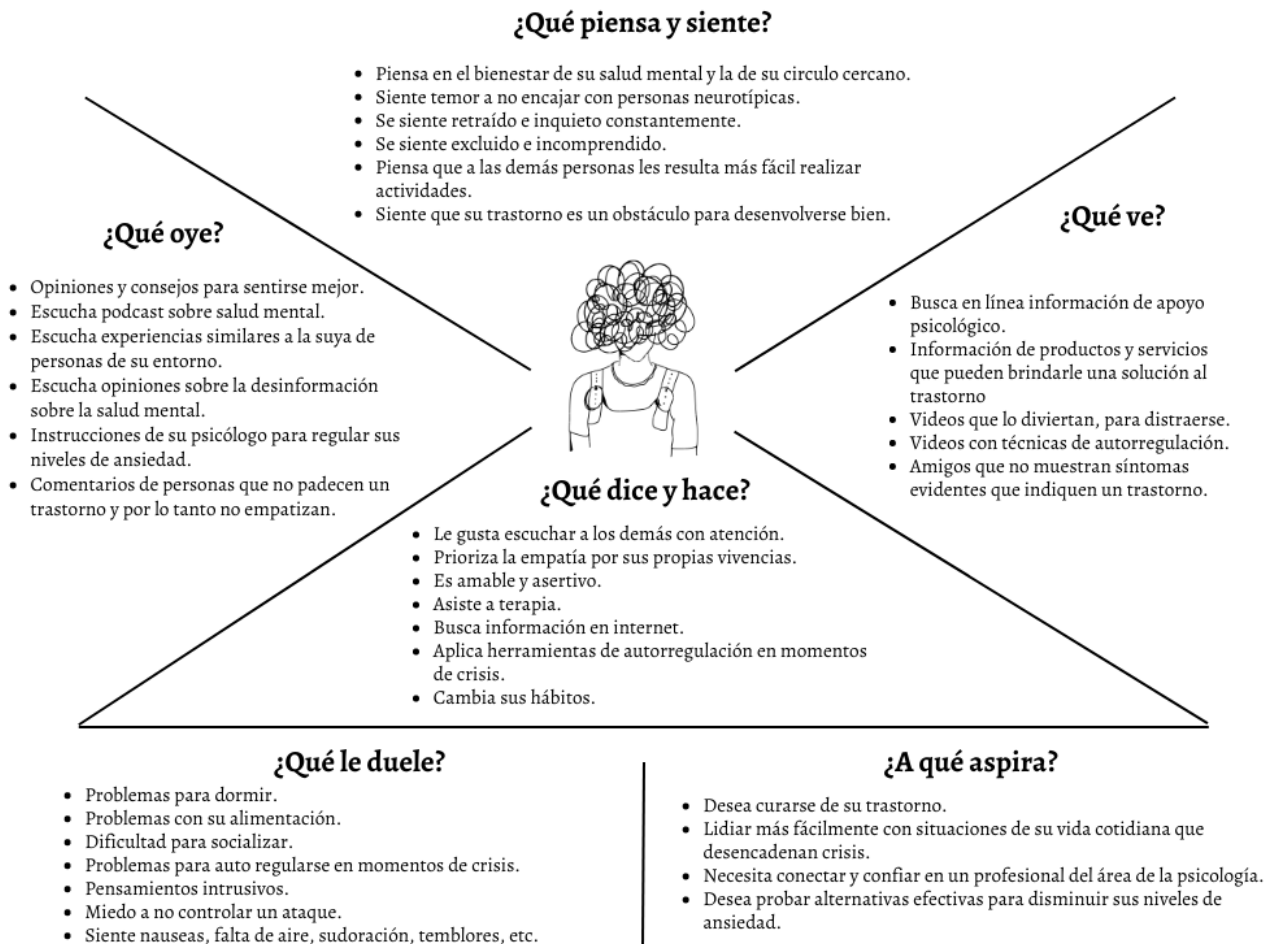 ¿Qué piensa y siente?
• Piensa en el bienestar de su salud mental y la de su circulo cercano.
• Siente temor a no encajar con personas neurotípicas.
• Se siente retraído e inquieto constantemente.
• Se siente excluido e incomprendido.
• Piensa que a las demás personas les resulta más fácil realizar
actividades.
• Siente que su trastorno es un obstáculo para desenvolverse bien.
¿Qué oye?
• Opiniones y consejos para sentirse mejor.
• Escucha podcast sobre salud mental.
• Escucha experiencias similares a la suya de
personas de su entorno.
• Escucha opiniones sobre la desinformación
sobre la salud mental.
• Instrucciones de su psicólogo para regular sus
niveles de ansiedad.
• Comentarios de personas que no padecen un
trastorno y por lo tanto no empatizan.
¿Qué ve?
• Busca en línea información de apoyo
psicológico.
• Información de productos y servicios
que pueden brindarle una solución al
trastorno
• Videos que lo diviertan, para distraerse.
• Videos con técnicas de autorregulación.
• Amigos que no muestran síntomas
evidentes que indiquen un trastorno.
¿Qué dice y hace?
• Le gusta escuchar a los demás con atención.
• Prioriza la empatía por sus propias vivencias.
• Es amable y asertivo.
• Asiste a terapia.
• Busca información en internet.
• Aplica herramientas de autorregulación en momentos
de crisis.
• Cambia sus hábitos.
¿Qué le duele?
• Problemas para dormir.
• Problemas con su alimentación.
• Dificultad para socializar.
• Problemas para auto regularse en momentos de crisis.
• Pensamientos intrusivos.
• Miedo a no controlar un ataque.
• Siente nauseas, falta de aire, sudoración, temblores, etc.
¿A qué aspira?
• Desea curarse de su trastorno.
• Lidiar más fácilmente con situaciones de su vida cotidiana que
desencadenan crisis.
• Necesita conectar y confiar en un profesional del área de la psicología.
• Desea probar alternativas efectivas para disminuir sus niveles de
ansiedad.